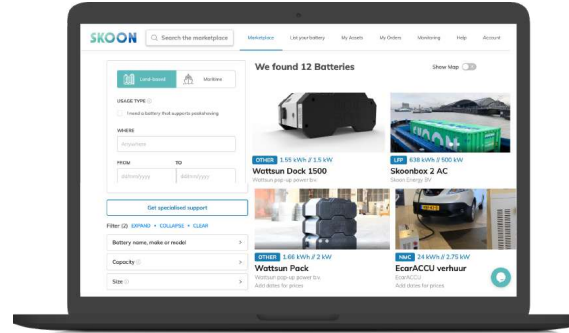 SKOON
Search the marketplace
Marketplace
List your battery
My Assets
My Orders
Monitoring
Help
Account
Land-based
Maritime
USAGE TYPE
I need a battery that supports peakshaving
WHERE
Anywhere
FROM
TO
dd/mm/yyyy
dd/mm/yyyy
Get specialised support
Filter (2) EXPAND • COLLAPSE • CLEAR
Battery name, make or model
Capacity
Size
We found 12 Batteries
Show Map
OTHER 1.55 kWh // 1.5 kW
Wattsun Dock 1500
Wattsun pop-up power b.v.
LFP 638 kWh // 500 kW
Skoonbox 2 AC
Skoon Energy BV
OTHER 1.66 kWh // 2 kW
Wattsun Pack
Wattsun pop-up power b.v.
Add dates for prices
NMC 24 kWh // 2.75 kW
EcarACCU verhuur
EcarACCU
Add dates for prices